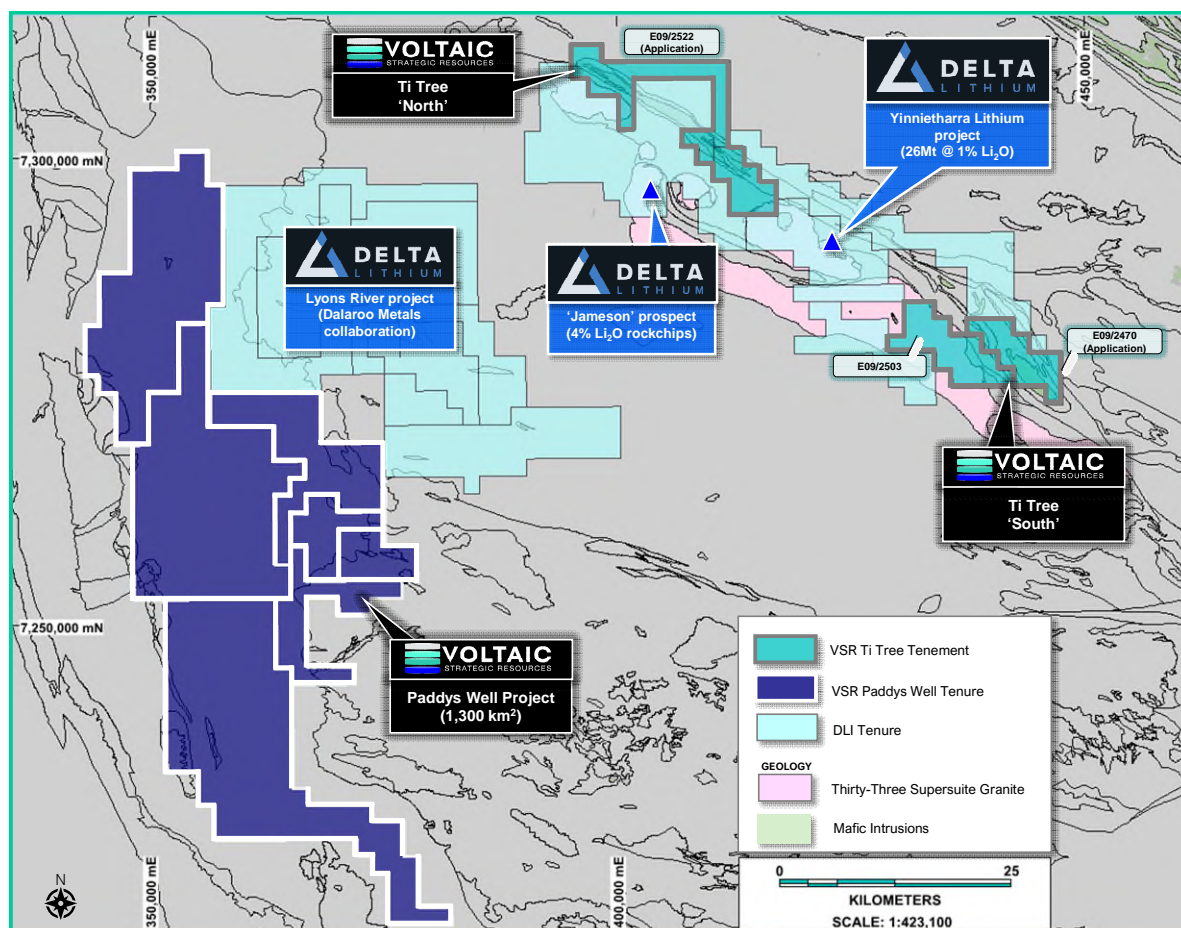 350,000 mE
450,000 mE
E09/2522
(Application)
VOLTAIC
STRATEGIC RESOURCES
Ti Tree
'North'
DELTA
LITHIUM
Yinnietharra Lithium
project
(26Mt @ 1% Li₂O)
7,300,000 mN
DELTA
LITHIUM
Lyons River project
(Dalaroo Metals
collaboration)
DELTA
LITHIUM
'Jameson' prospect
(4% Li₂O rockchips)
E09/2503
E09/2470
(Application)
VOLTAIC
STRATEGIC RESOURCES
Ti Tree
'South'
7,250,000 mN
VOLTAIC
STRATEGIC RESOURCES
Paddys Well Project
(1,300 km²)
VSR Ti Tree Tenement
VSR Paddys Well Tenure
DLI Tenure
GEOLOGY
Thirty-Three Supersuite Granite
Mafic Intrusions
0
25
KILOMETERS
SCALE: 1:423,100
N
350,000 mE
400,000 mE